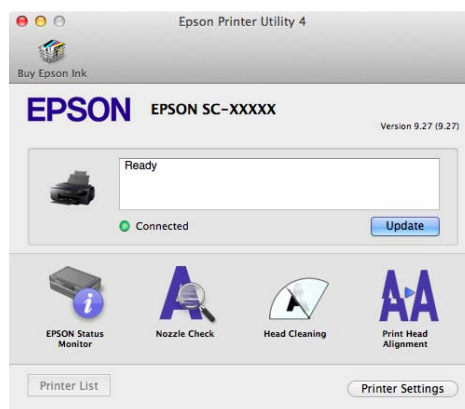 Epson Printer Utility 4
Buy Epson Ink
EPSON EPSON SC-XXXXX
Version 9.27 (9.27)
Ready
Connected
Update
EPSON Status
Monitor
Nozzle Check
Head Cleaning
Print Head
Alignment
Printer List
Printer Settings